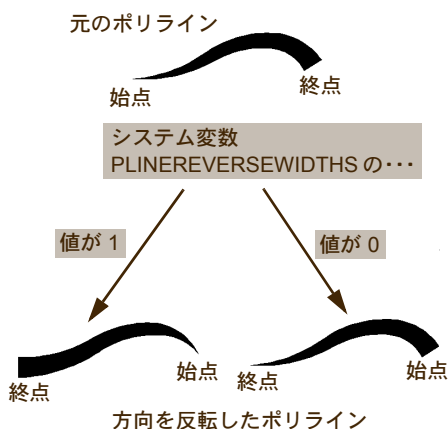 元のポリライン
始点
終点
システム変数
PLINEREVERSEWIDTHS の･･･
値が 1
値が 0
終点
始点
終点
始点
方向を反転したポリライン